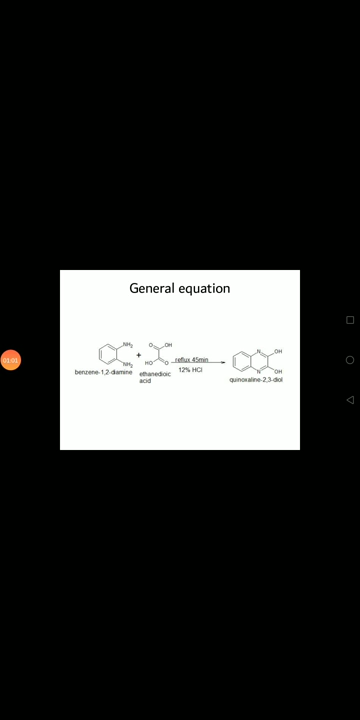 General equation
NH2
NH2
+
O
OH
HO
O
reflux 45min
12% HCl
N
N
OH
OH
benzene-1,2-diamine
ethanedioic
acid
quinoxaline-2,3-diol
01:01